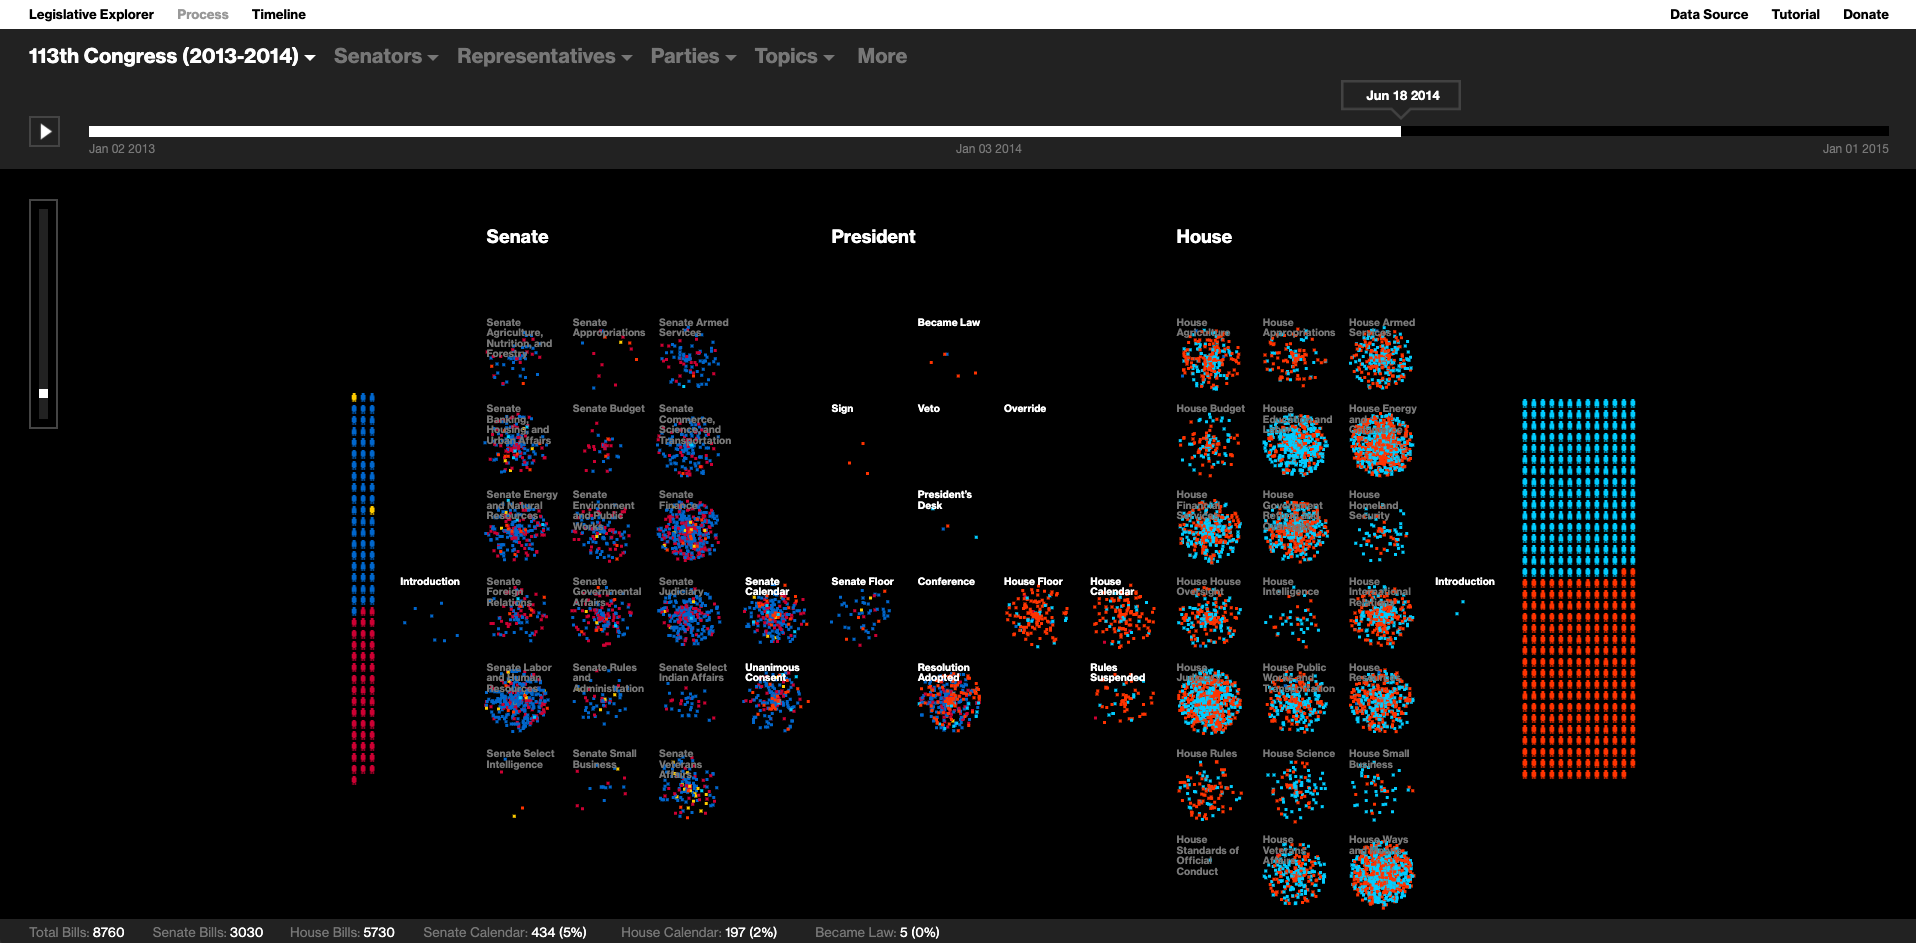 Legislative Explorer Process Timeline Data Source Tutorial Donate
113th Congress (2013-2014) Senators Representatives Parties Topics More
Jun 18 2014
Jan 02 2013 Jan 03 2014 Jan 01 2015
Senate President House
Senate
Agriculture,
Nutrition, and
Forestry
Senate
Appropriations
Senate Armed
Services
Became Law
House
Agriculture
House
Appropriations
House Armed
Services
Senate
Banking,
Housing, and
Urban Affairs
Senate Budget
Senate
Commerce,
Science, and
Transportation
Sign
Veto
Override
House Budget
House
Education and
House Energy
and
Senate Energy
and Natural
Resources
Senate
Environment
and Public
Works
Senate
Finance
President's
Desk
House
Financial
Services
House
Government
House
Homeland
Security
Introduction
Senate
Foreign
Relations
Senate
Governmental
Affairs
Senate
Judiciary
Senate
Calendar
Senate Floor
Conference
House Floor
House
Calendar
House House
Oversight
House
Intelligence
House
International
Relations
Introduction
Senate Labor
and Human
Resources
Senate Rules
and
Administration
Senate Select
Indian Affairs
Unanimous
Consent
Resolution
Adopted
Rules
Suspended
House
Judiciary
House Public
Works and
Transportation
House
Resources
Senate Select
Intelligence
Senate Small
Business
Senate
Veterans
Affairs
House Rules
House Science
House Small
Business
House
Standards of
Official
Conduct
House
Veterans
Affairs
House Ways
and
Total Bills: 8760 Senate Bills: 3030 House Bills: 5730 Senate Calendar: 434 (5%) House Calendar: 197 (2%) Became Law: 5 (0%)